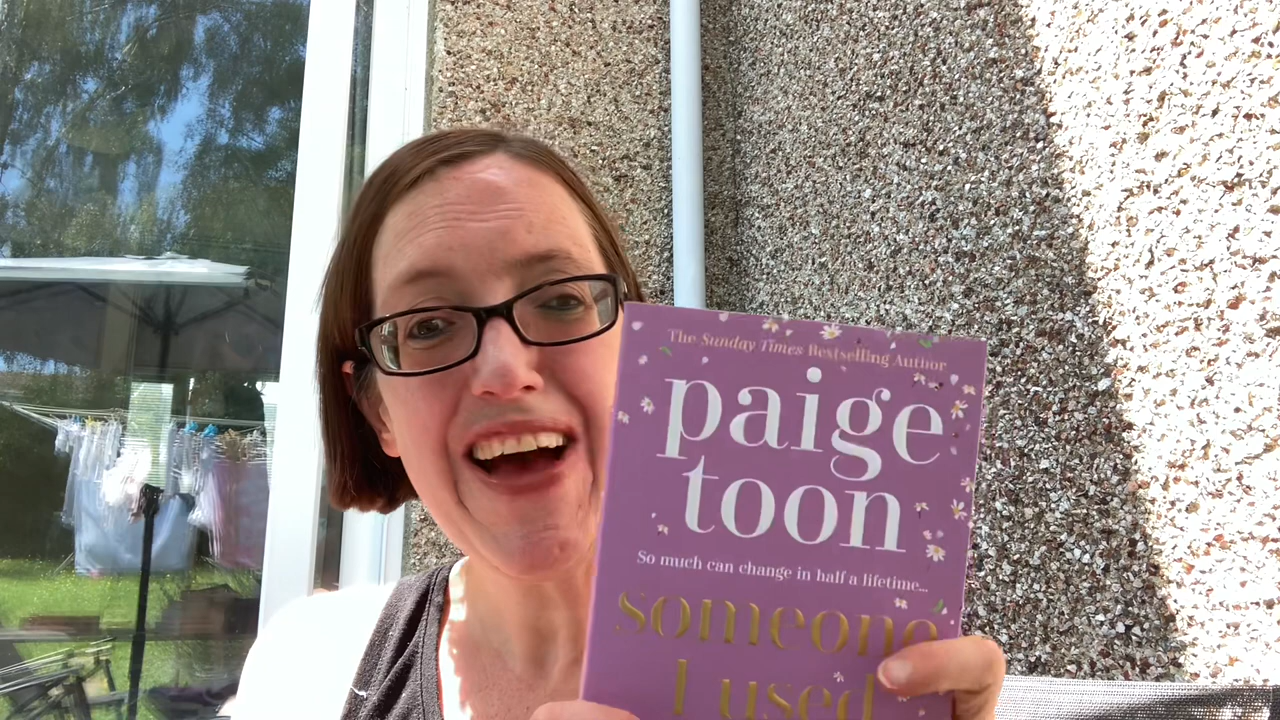 The Sunday Times Bestselling Author
paige
toon
So much can change in half a lifetime...
someone